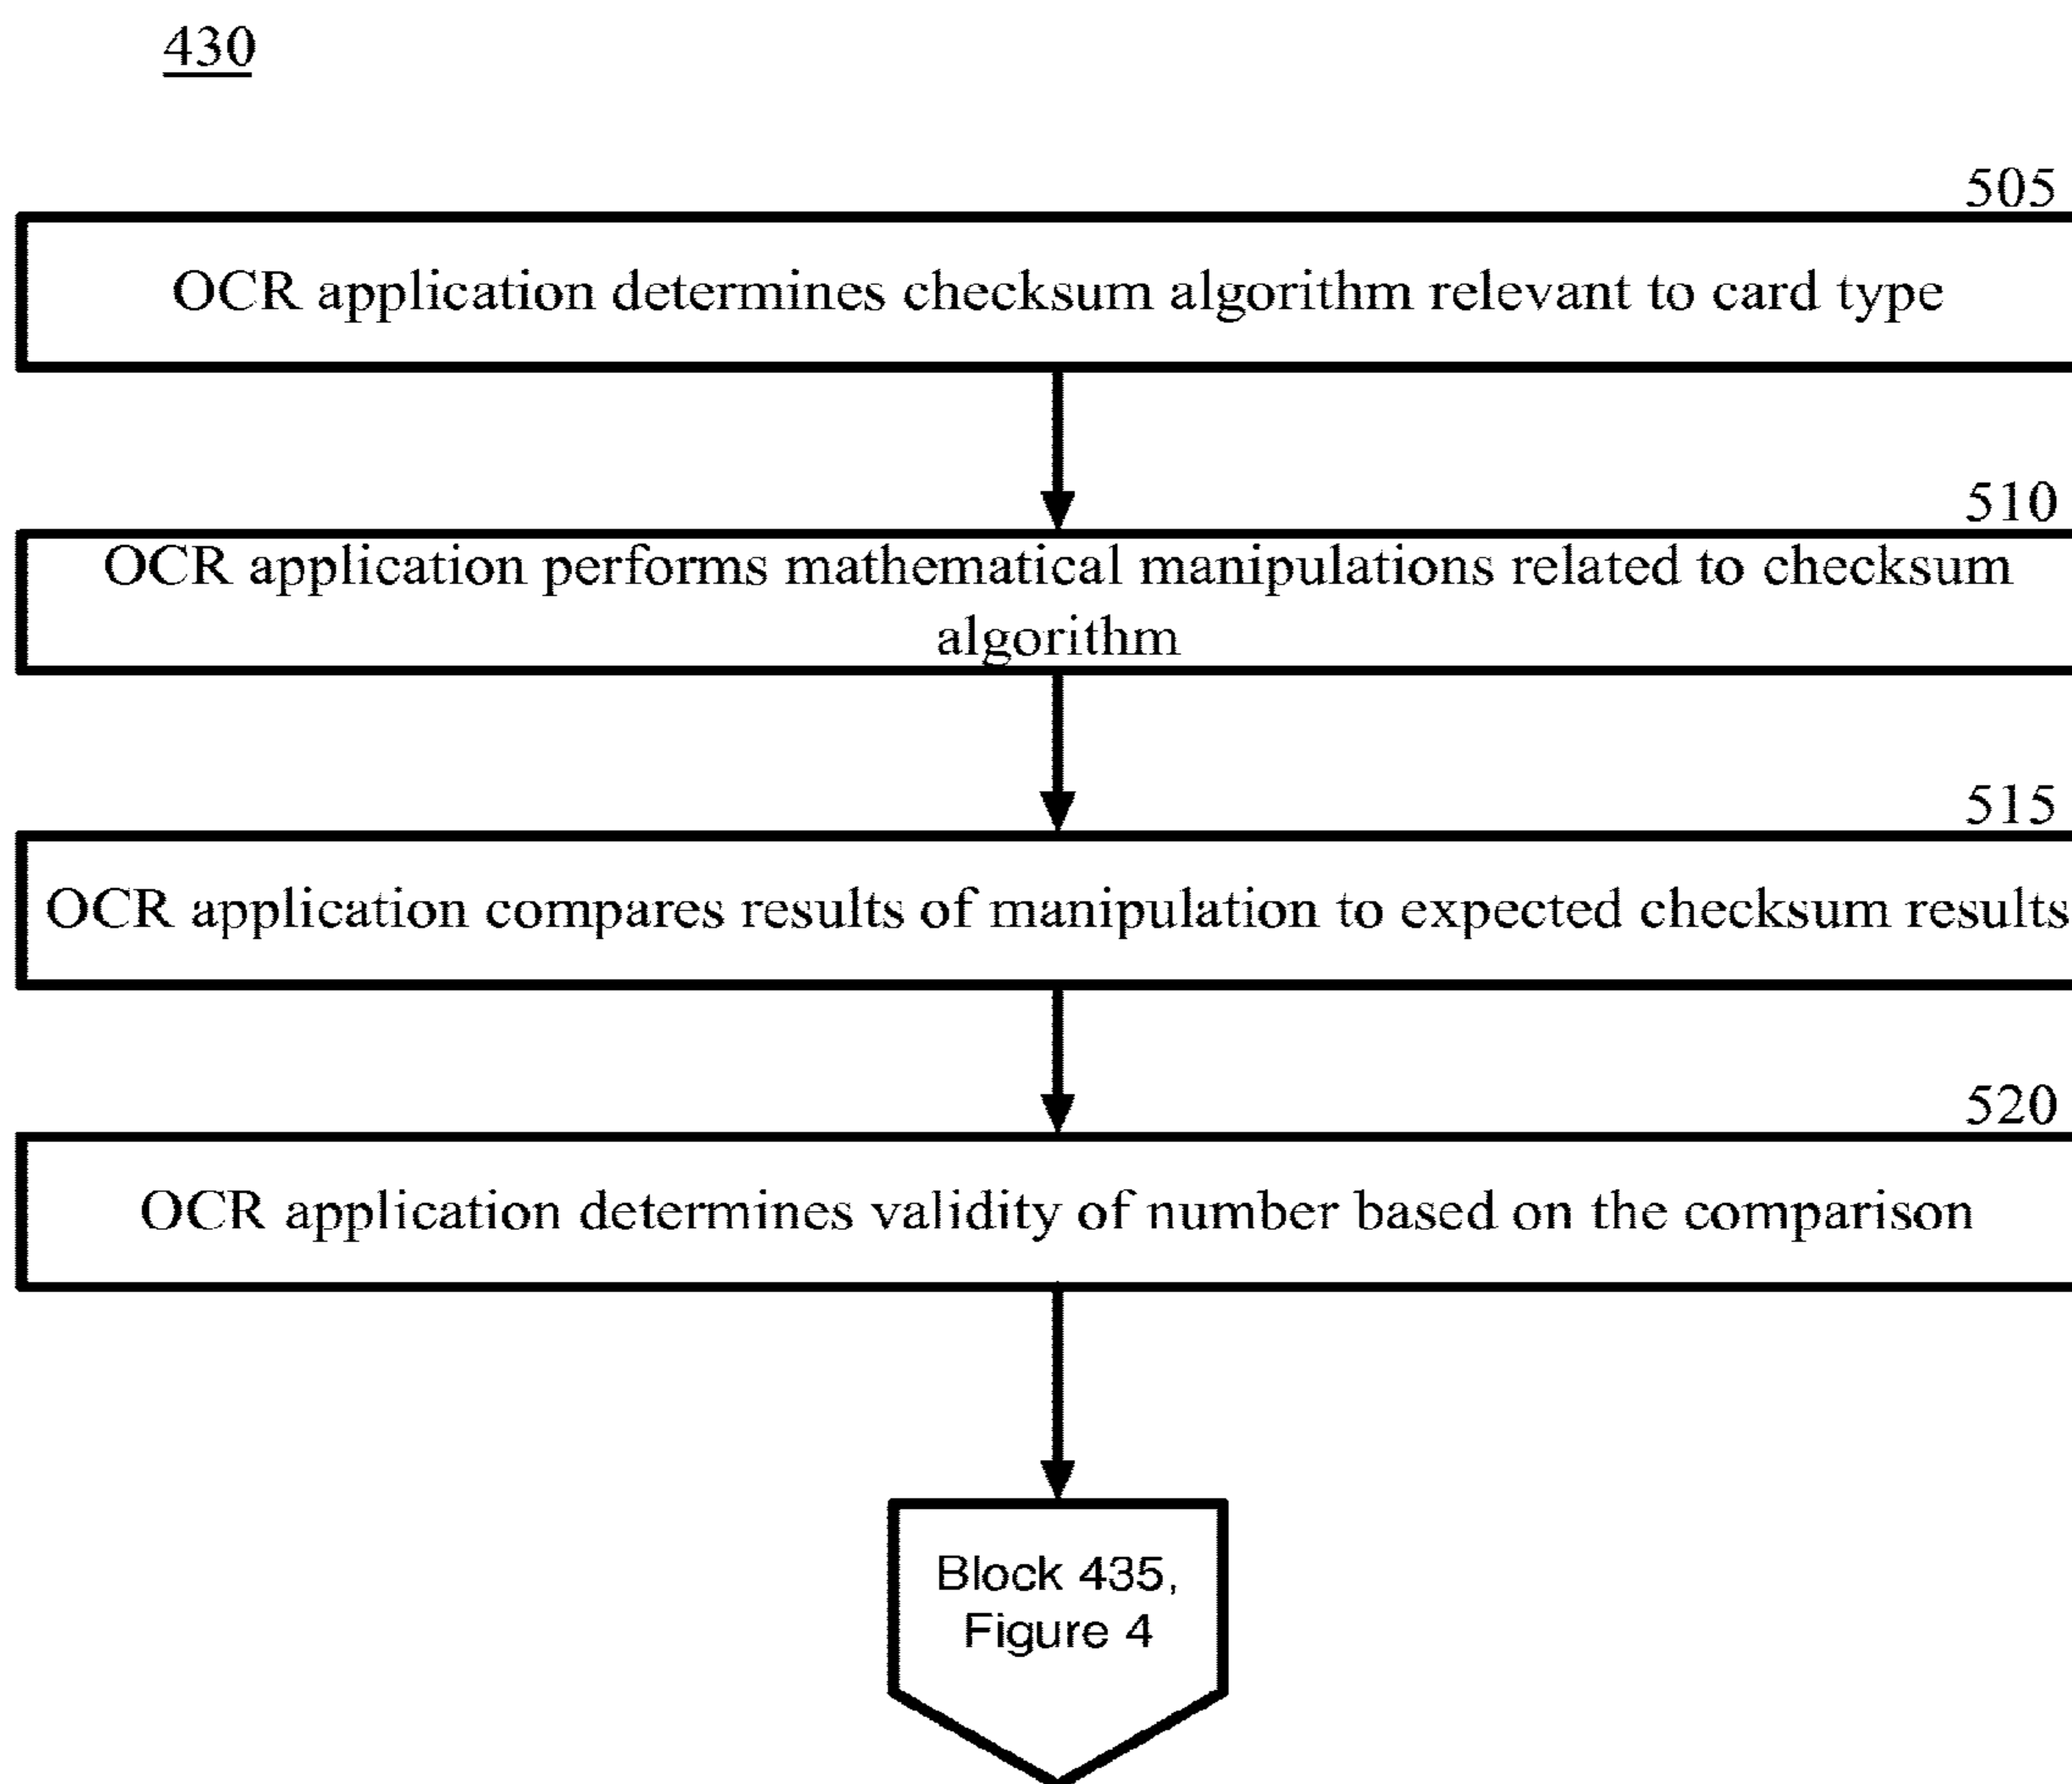 430
505
OCR application determines checksum algorithm relevant to card type
510
OCR application performs mathematical manipulations related to checksum
algorithm
515
OCR application compares results of manipulation to expected checksum results
520
OCR application determines validity of number based on the comparison
Block 435,
Figure 4